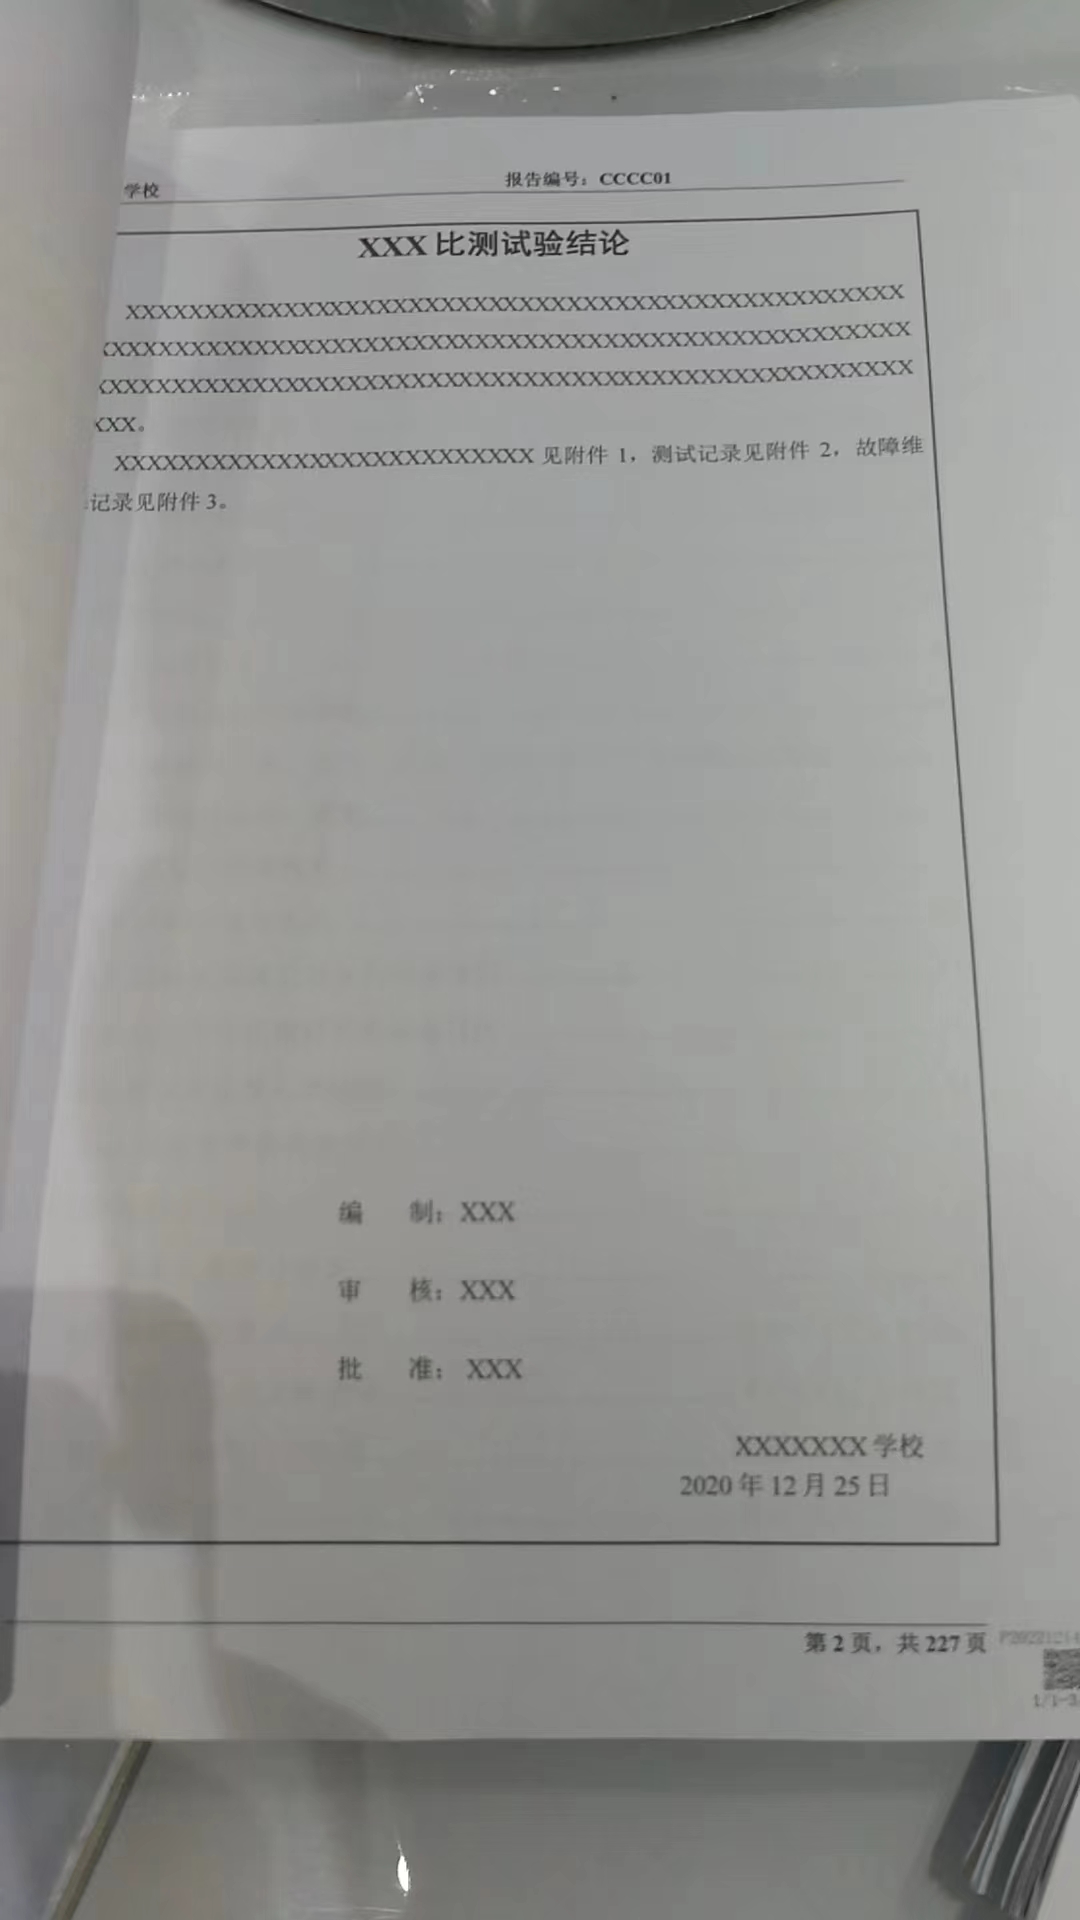 学校
报告编号：CCCC01
XXX 比测试验结论
XXXXXXXXXXXXXXXXXXXXXXXXXXXXXXXXXXXXXXXXXXXXXXXXX
XXXXXXXXXXXXXXXXXXXXXXXXXXXXXXXXXXXXXXXXXXXXXXXXXXX
XXXXXXXXXXXXXXXXXXXXXXXXXXXXXXXXXXXXXXXXXXXXXXXXXXX
XXX。
XXXXXXXXXXXXXXXXXXXXXXXXXX 见附件 1，测试记录见附件 2，故障维
记录见附件 3。
编 制：XXX
审 核：XXX
批 准：XXX
XXXXXXX 学校
2020 年 12 月 25 日
第 2 页，共 227 页